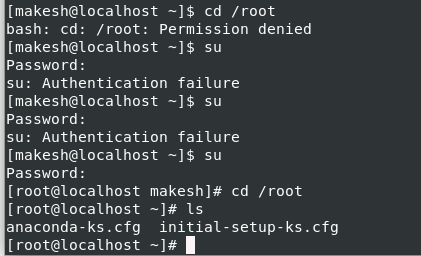 [makesh@localhost ~]$ cd /root
bash: cd: /root: Permission denied
[makesh@localhost ~]$ su
Password:
su: Authentication failure
[makesh@localhost ~]$ su
Password:
su: Authentication failure
[makesh@localhost ~]$ su
Password:
[root@localhost makesh]# cd /root
[root@localhost ~]# ls
anaconda-ks.cfg  initial-setup-ks.cfg
[root@localhost ~]#